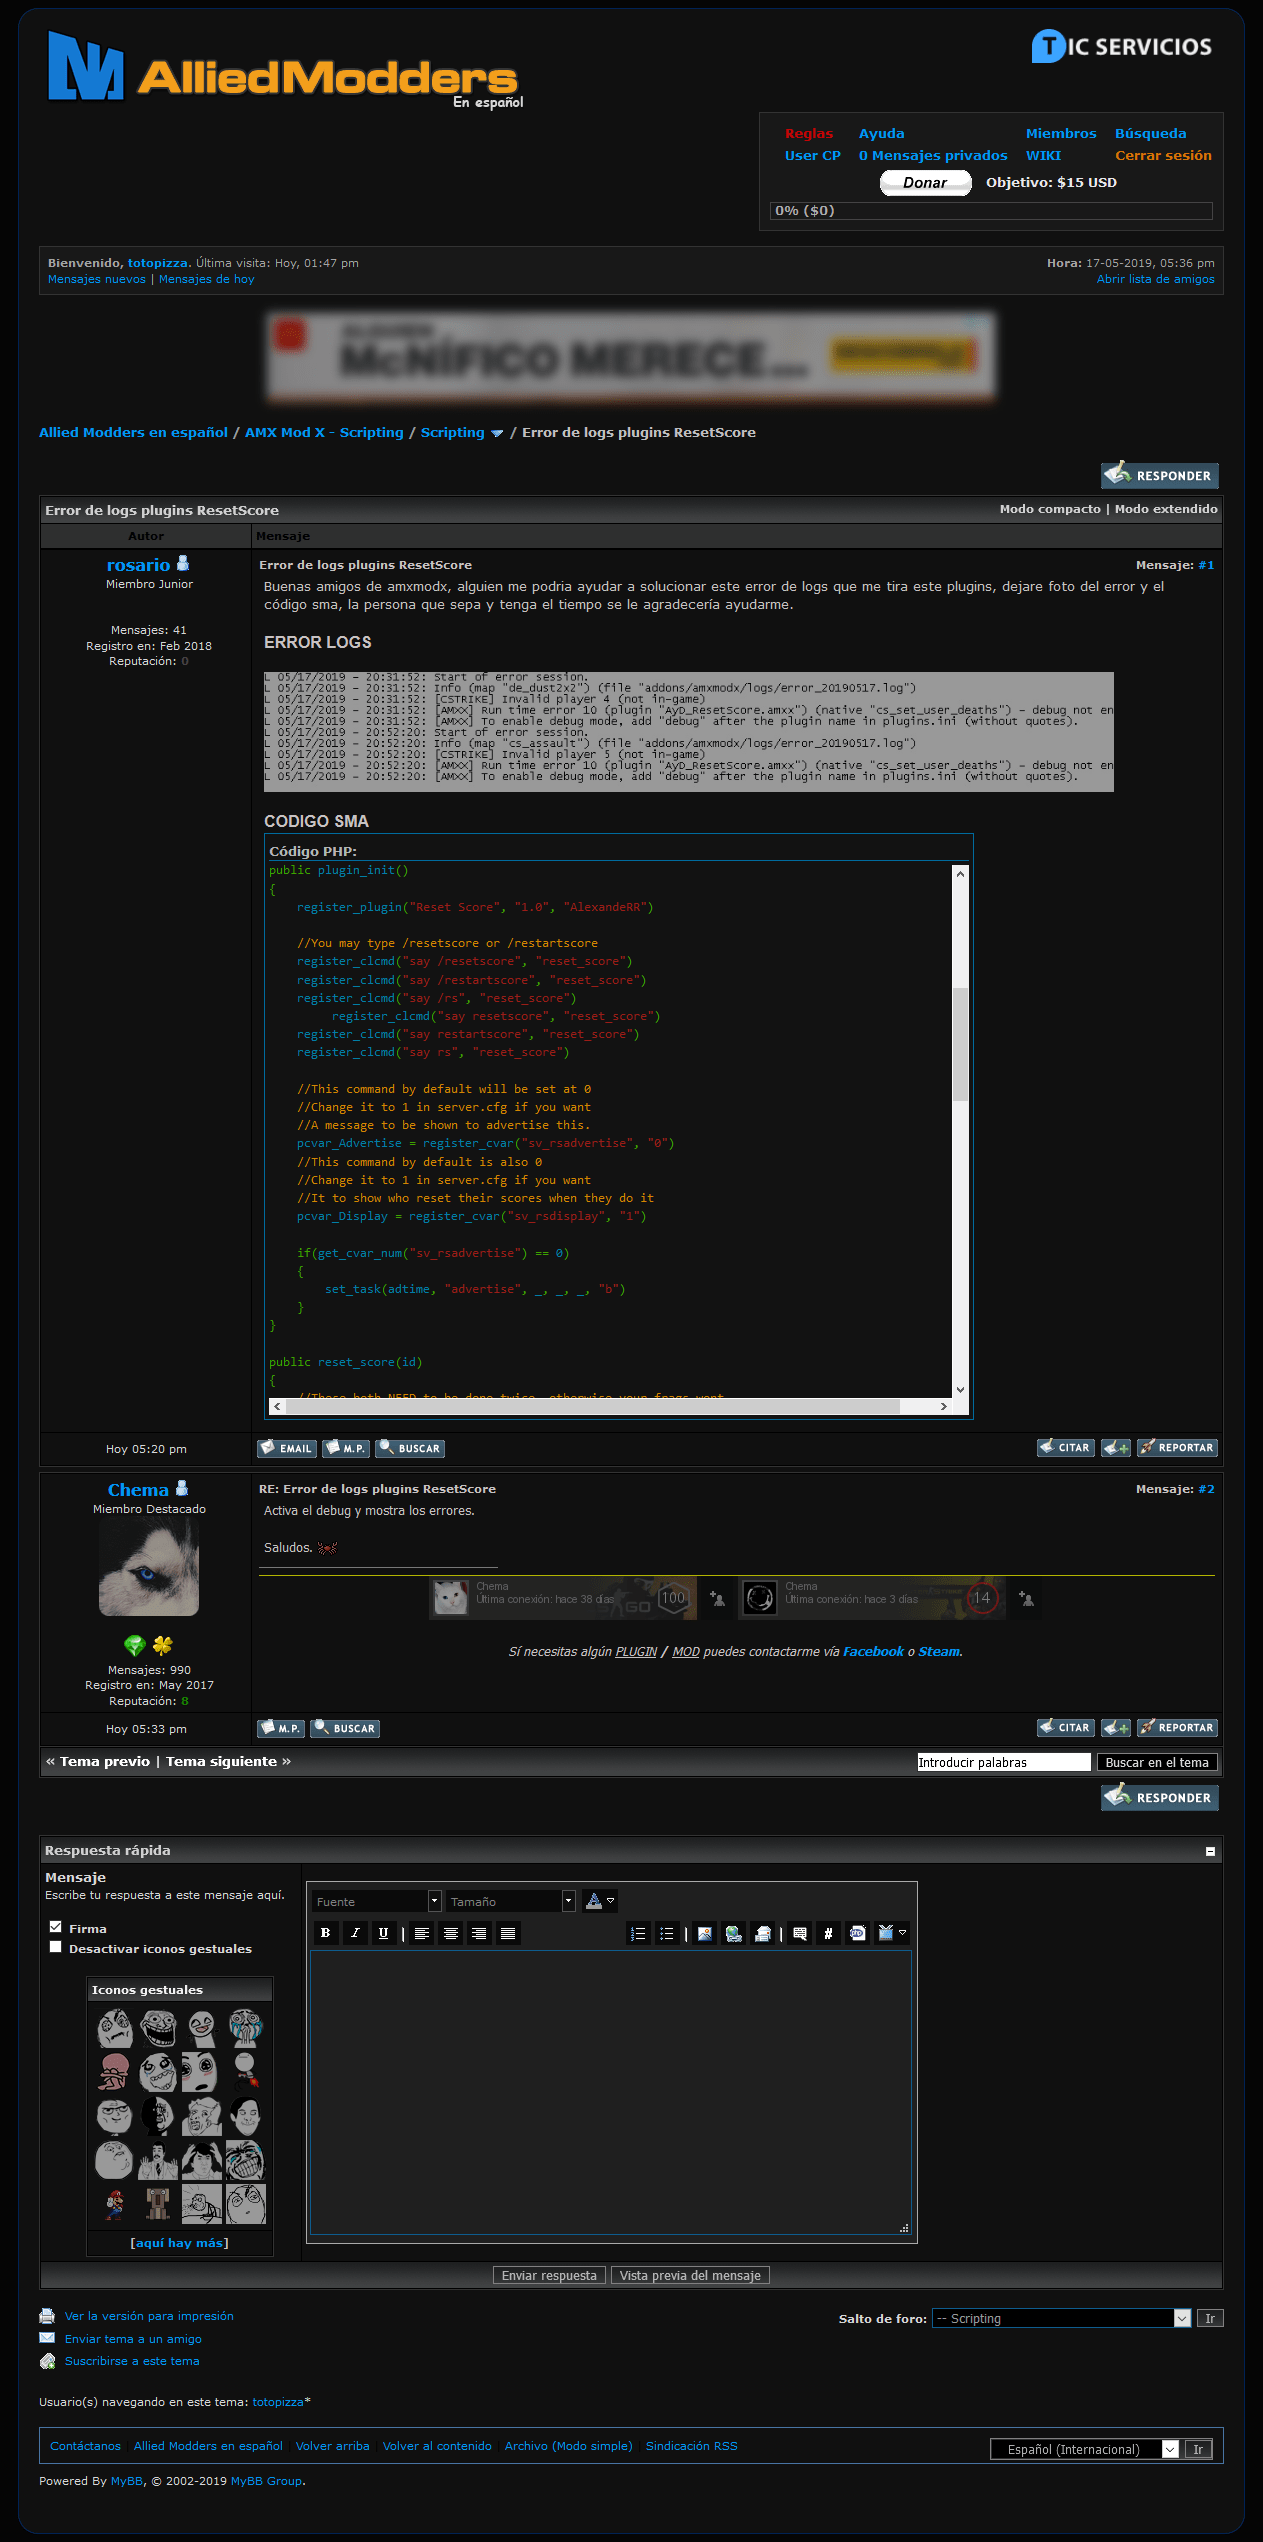 AlliedModders
En español
TIC SERVICIOS
Reglas Ayuda Miembros Búsqueda
User CP 0 Mensajes privados WIKI Cerrar sesión
Donar Objetivo: $15 USD
0% ($0)
Bienvenido, totopizza. Última visita: Hoy, 01:47 pm
Mensajes nuevos | Mensajes de hoy
Hora: 17-05-2019, 05:36 pm
Abrir lista de amigos
McNÍFICO MERECE...
Allied Modders en español / AMX Mod X - Scripting / Scripting / Error de logs plugins ResetScore
RESPONDER
Error de logs plugins ResetScore
Modo compacto | Modo extendido
Autor Mensaje
rosario
Miembro Junior
Mensajes: 41
Registro en: Feb 2018
Reputación: 0
Error de logs plugins ResetScore
Mensaje: #1
Buenas amigos de amxmodx, alguien me podria ayudar a solucionar este error de logs que me tira este plugins, dejare foto del error y el
código sma, la persona que sepa y tenga el tiempo se le agradecería ayudarme.
ERROR LOGS
L 05/17/2019 - 20:31:52: Start of error session.
L 05/17/2019 - 20:31:52: Info (map "de_dust2x2") (file "addons/amxmodx/logs/error_20190517.log")
L 05/17/2019 - 20:31:52: [CSTRIKE] Invalid player 4 (not in-game)
L 05/17/2019 - 20:31:52: [AMXX] Run time error 10 (plugin "AyD_ResetScore.amxx") (native "cs_set_user_deaths") - debug not en
L 05/17/2019 - 20:31:52: [AMXX] To enable debug mode, add "debug" after the plugin name in plugins.ini (without quotes).
L 05/17/2019 - 20:52:20: Start of error session.
L 05/17/2019 - 20:52:20: Info (map "cs_assault") (file "addons/amxmodx/logs/error_20190517.log")
L 05/17/2019 - 20:52:20: [CSTRIKE] Invalid player 5 (not in-game)
L 05/17/2019 - 20:52:20: [AMXX] Run time error 10 (plugin "AyD_ResetScore.amxx") (native "cs_set_user_deaths") - debug not en
L 05/17/2019 - 20:52:20: [AMXX] To enable debug mode, add "debug" after the plugin name in plugins.ini (without quotes).
CODIGO SMA
Código PHP:
public plugin_init()
{
register_plugin("Reset Score", "1.0", "AlexandeRR")
//You may type /resetscore or /restartscore
register_clcmd("say /resetscore", "reset_score")
register_clcmd("say /restartscore", "reset_score")
register_clcmd("say /rs", "reset_score")
register_clcmd("say resetscore", "reset_score")
register_clcmd("say restartscore", "reset_score")
register_clcmd("say rs", "reset_score")
//This command by default will be set at 0
//Change it to 1 in server.cfg if you want
//A message to be shown to advertise this.
pcvar_Advertise = register_cvar("sv_rsadvertise", "0")
//This command by default is also 0
//Change it to 1 in server.cfg if you want
//It to show who reset their scores when they do it
pcvar_Display = register_cvar("sv_rsdisplay", "1")
if(get_cvar_num("sv_rsadvertise") == 0)
{
set_task(adtime, "advertise", _, _, _, "b")
}
}
public reset_score(id)
{
//These both NEED to be done twice, otherwise your frags wont
Hoy 05:20 pm
EMAIL M.P. BUSCAR
CITAR REPORTAR
Chema
Miembro Destacado
Mensajes: 990
Registro en: May 2017
Reputación: 8
RE: Error de logs plugins ResetScore
Mensaje: #2
Activa el debug y mostra los errores.
Saludos.
Chema
Última conexión: hace 38 días
GO
100
Chema
Última conexión: hace 3 días
14
Sí necesitas algún PLUGIN / MOD puedes contactarme vía Facebook o Steam.
Hoy 05:33 pm
M.P. BUSCAR
CITAR REPORTAR
« Tema previo | Tema siguiente »
Introducir palabras Buscar en el tema
RESPONDER
Respuesta rápida
Mensaje
Escribe tu respuesta a este mensaje aquí.
Firma
Desactivar iconos gestuales
Iconos gestuales
[aquí hay más]
Fuente Tamaño A
B I U #
Enviar respuesta Vista previa del mensaje
Ver la versión para impresión
Enviar tema a un amigo
Suscribirse a este tema
Salto de foro: -- Scripting Ir
Usuario(s) navegando en este tema: totopizza*
Contáctanos Allied Modders en español Volver arriba Volver al contenido Archivo (Modo simple) Sindicación RSS
Español (Internacional) Ir
Powered By MyBB, © 2002-2019 MyBB Group.